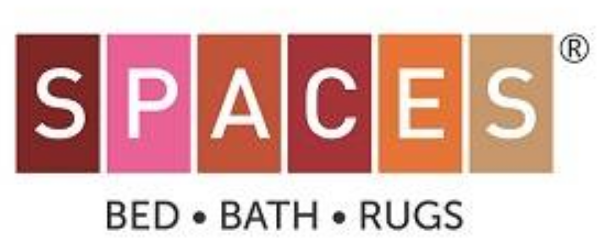 SPACES®
BED • BATH • RUGS